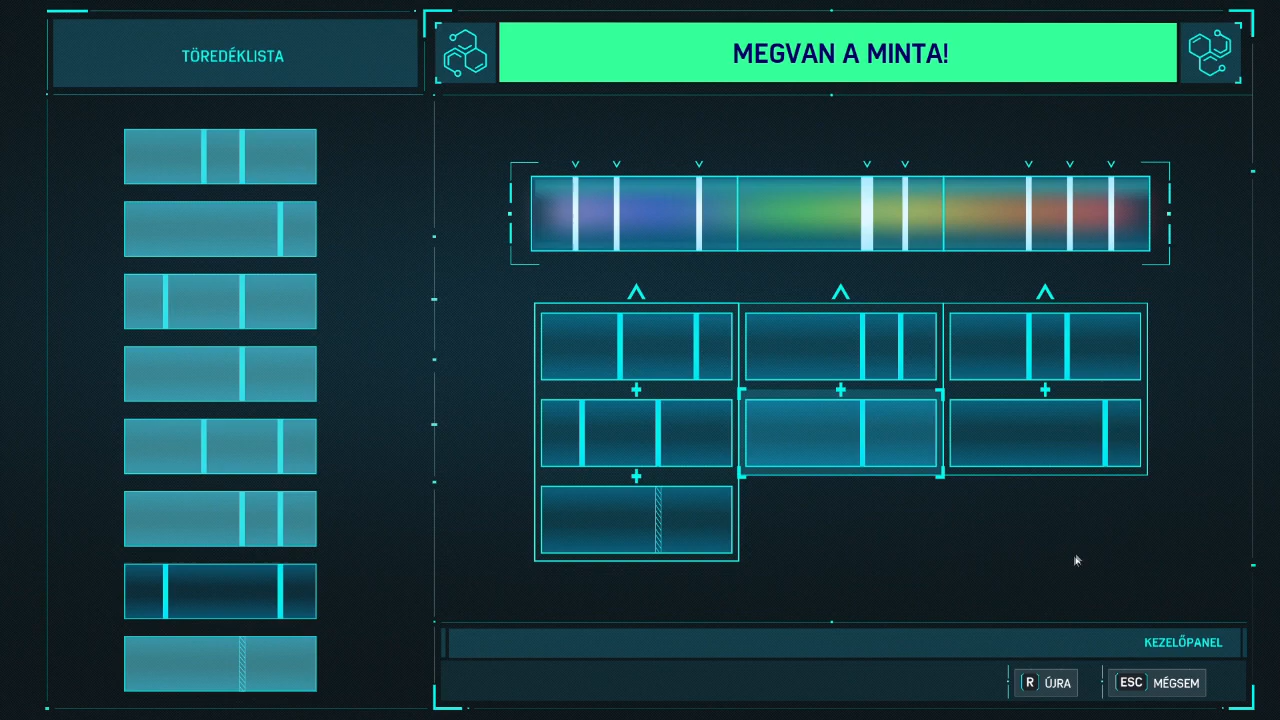 TÖREDÉKLISTA
MEGVAN A MINTA!
KEZELŐPANEL
R ÚJRA
ESC MÉGSEM